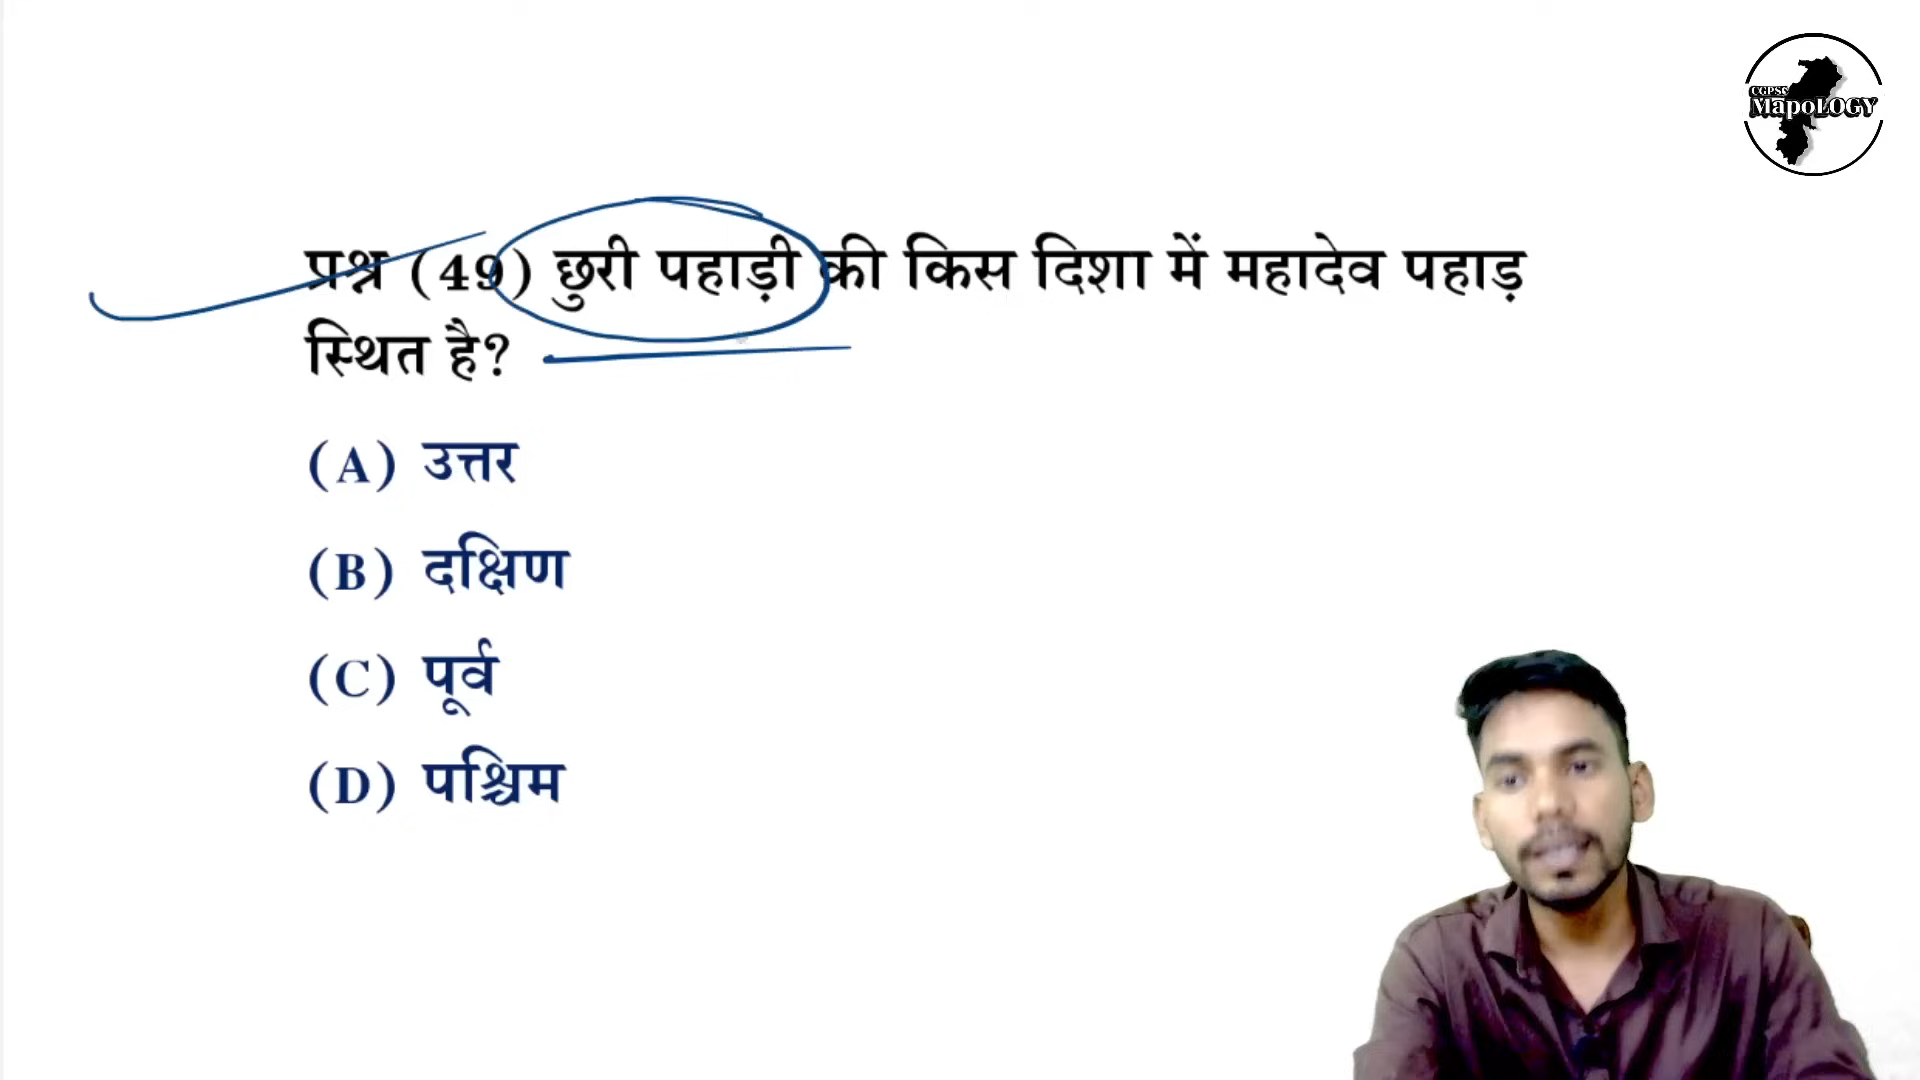 CGPSC
MapoLOGY
प्रश्न (49) छुरी पहाड़ी की किस दिशा में महादेव पहाड़
स्थित है?
(A) उत्तर
(B) दक्षिण
(C) पूर्व
(D) पश्चिम